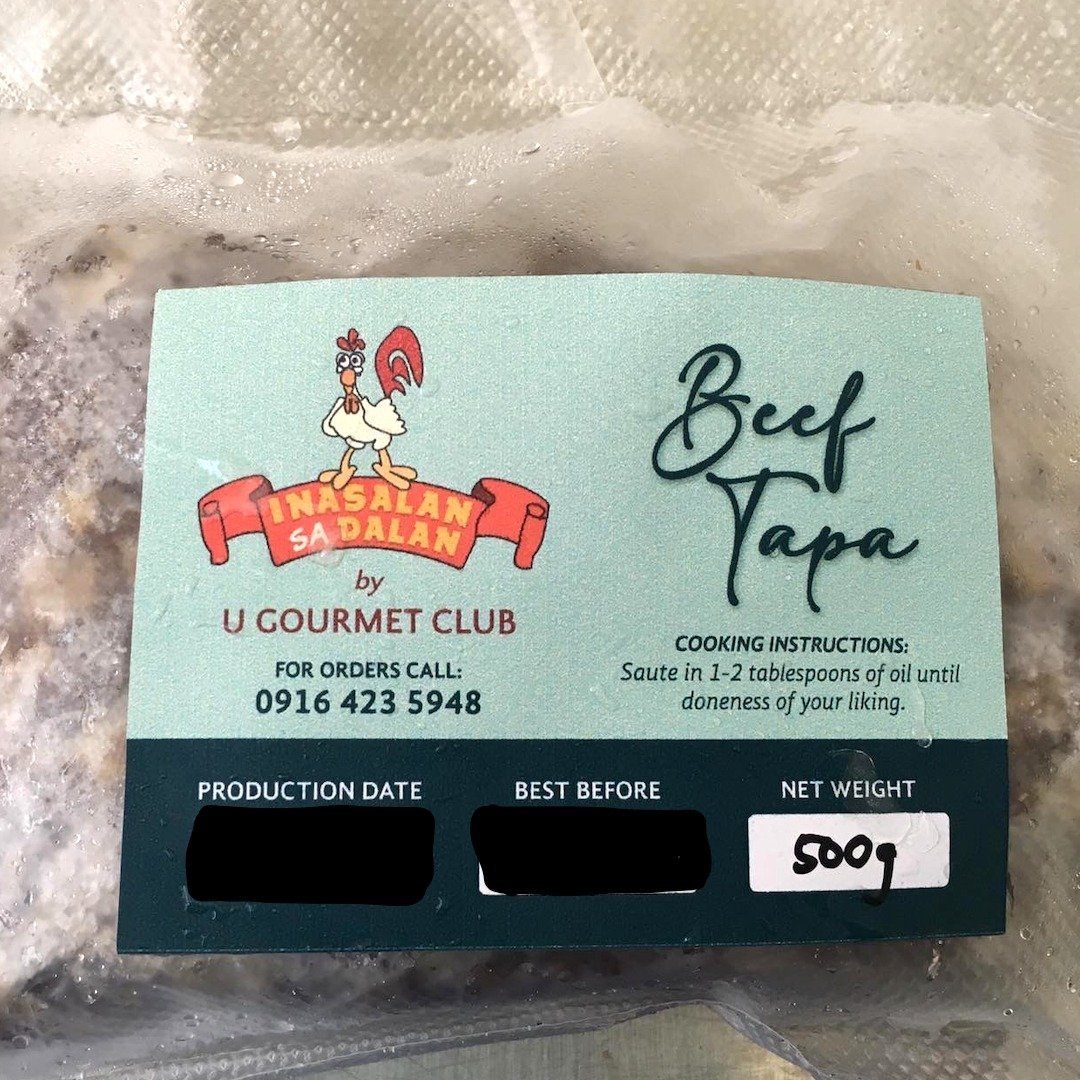 INASALAN
SA DALAN
by
U GOURMET CLUB
FOR ORDERS CALL:
0916 423 5948
Beef
Tapa
COOKING INSTRUCTIONS:
Saute in 1-2 tablespoons of oil until
doneness of your liking.
PRODUCTION DATE
BEST BEFORE
NET WEIGHT
500g